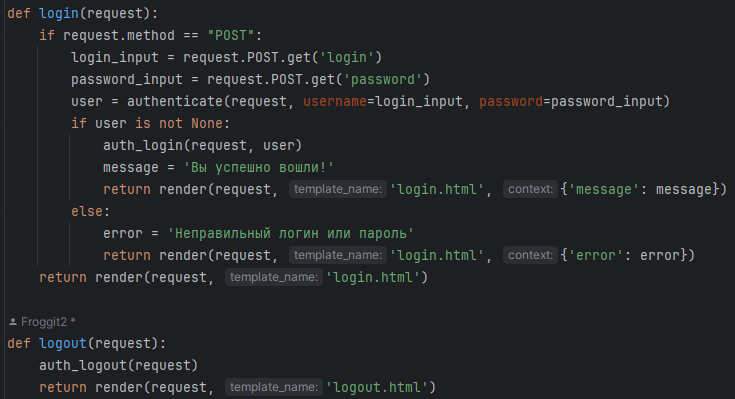 def login(request):
    if request.method == "POST":
        login_input = request.POST.get('login')
        password_input = request.POST.get('password')
        user = authenticate(request, username=login_input, password=password_input)
        if user is not None:
            auth_login(request, user)
            message = 'Вы успешно вошли!'
            return render(request, template_name: 'login.html', context: {'message': message})
        else:
            error = 'Неправильный логин или пароль'
            return render(request, template_name: 'login.html', context: {'error': error})
    return render(request, template_name: 'login.html')
Froggit2 *
def logout(request):
    auth_logout(request)
    return render(request, template_name: 'logout.html')